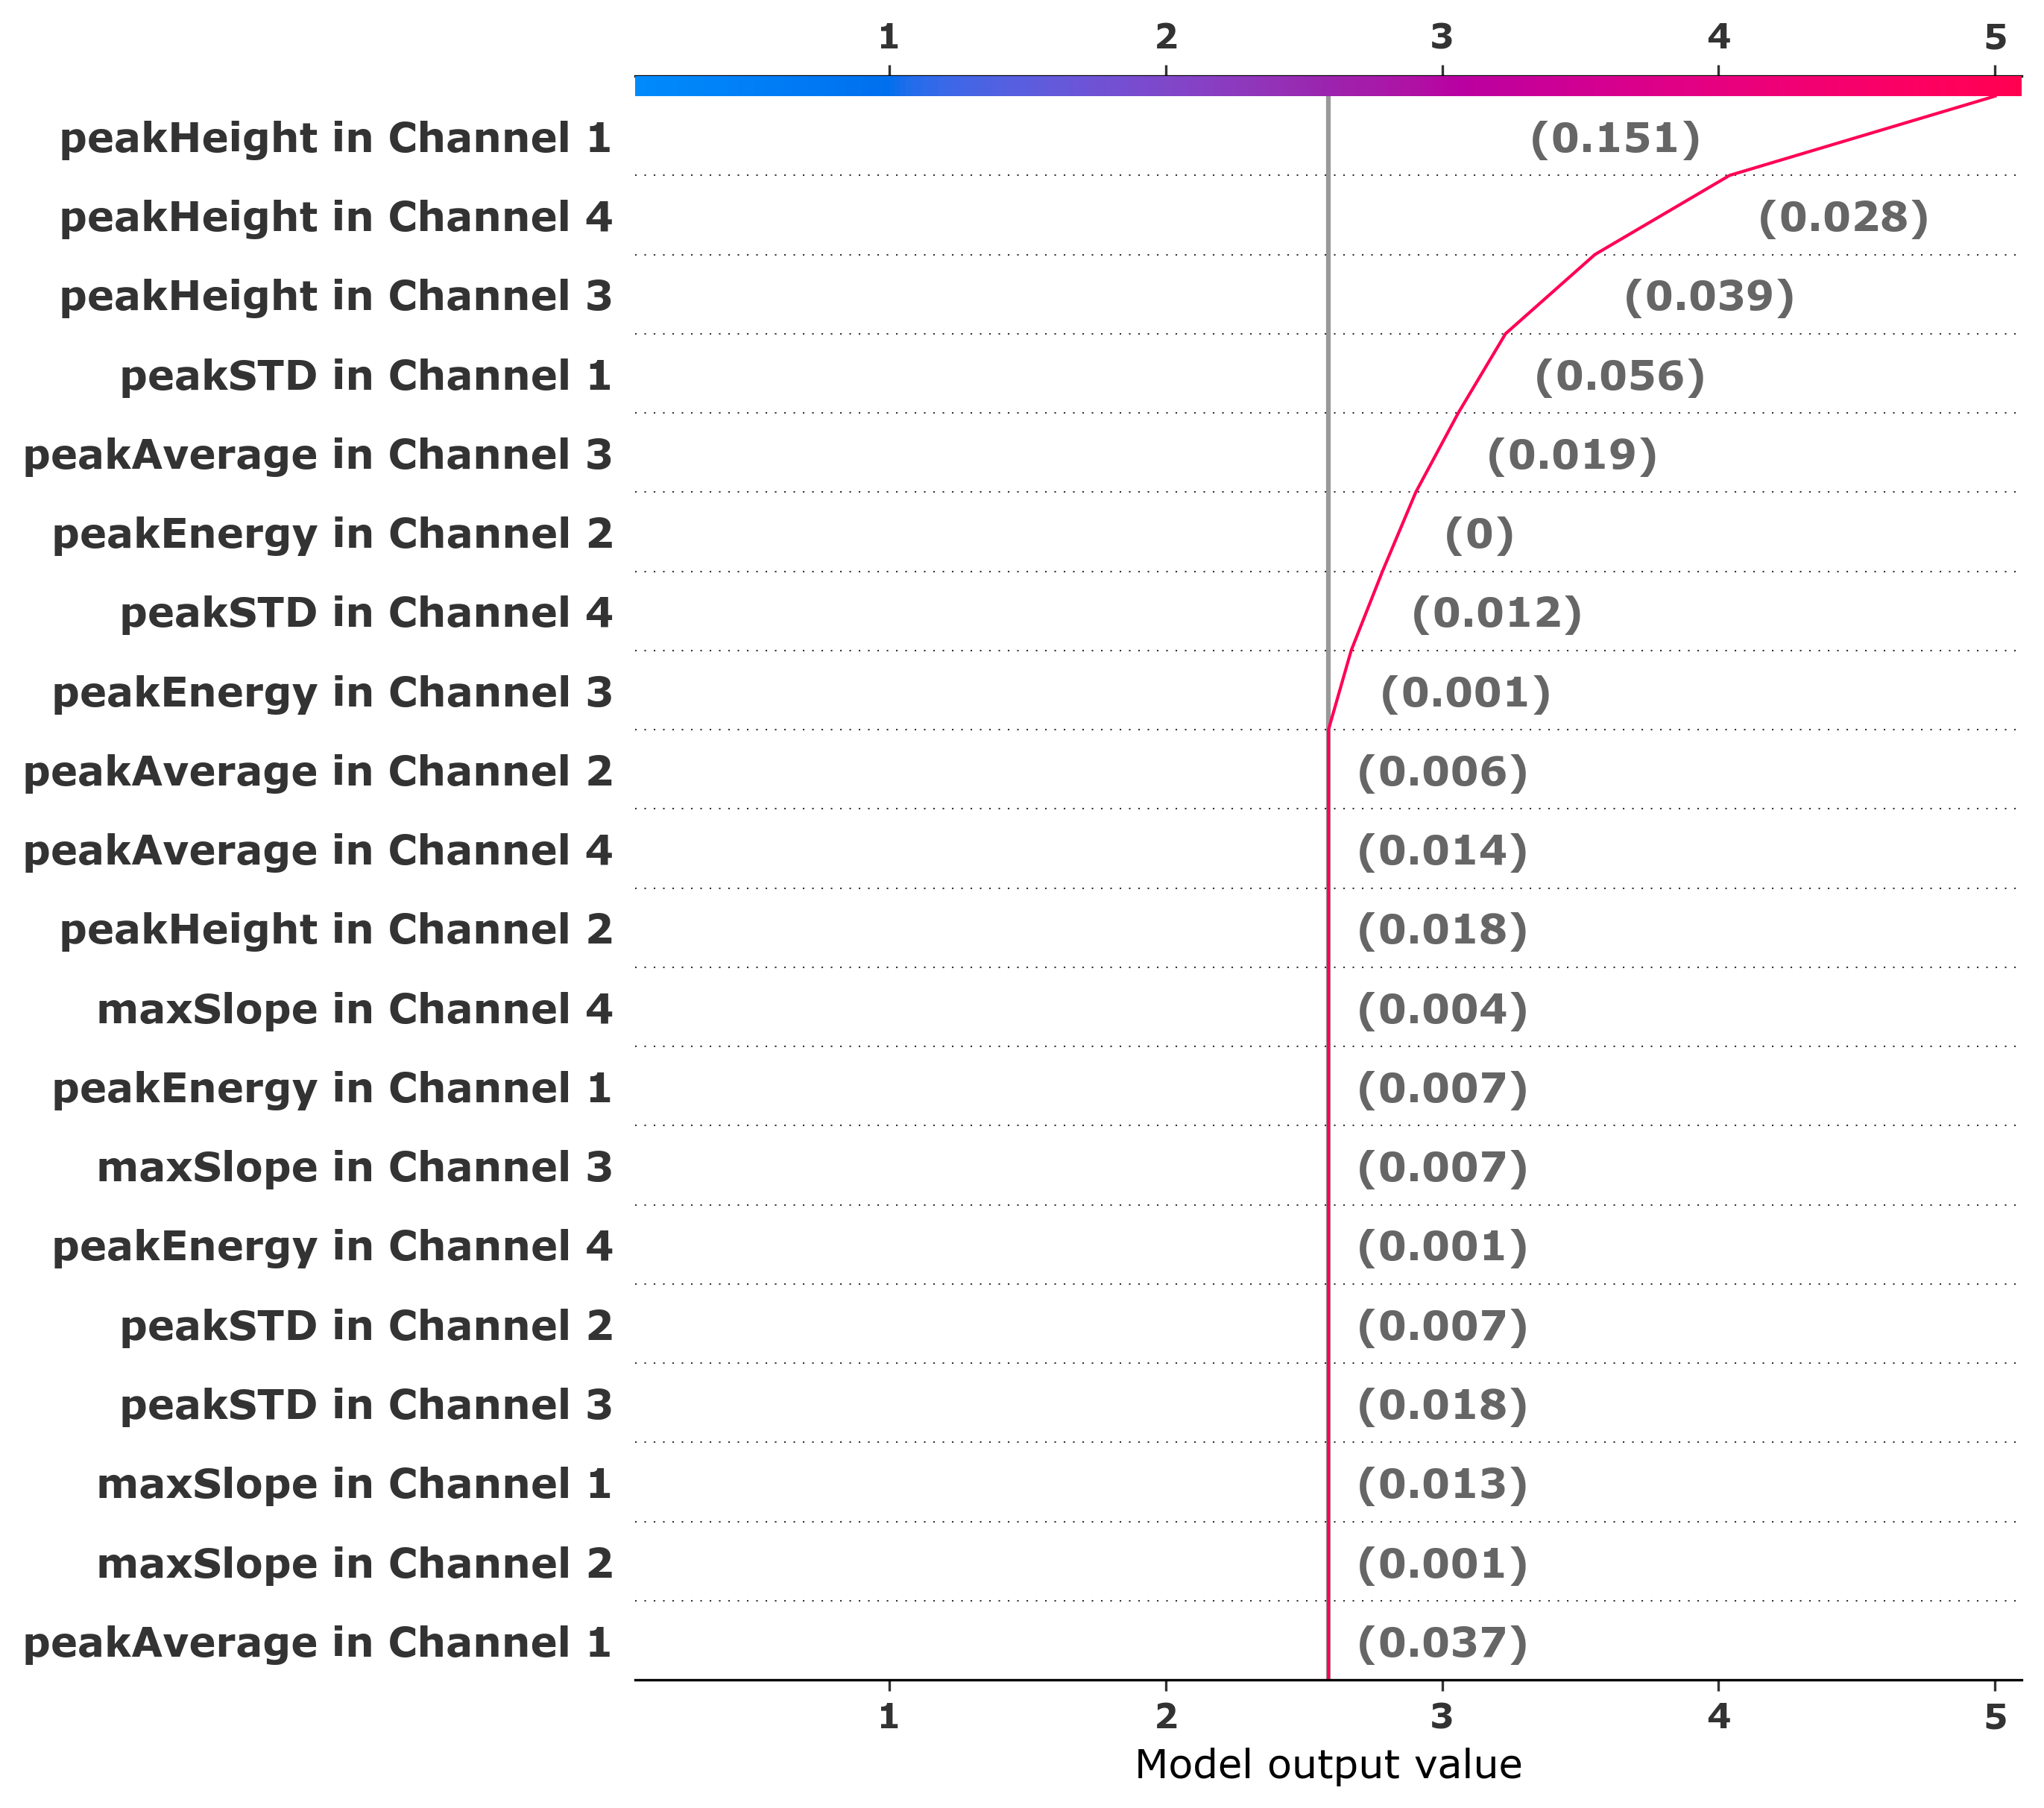 1 2 3 4 5
peakHeight in Channel 1 (0.151)
peakHeight in Channel 4 (0.028)
peakHeight in Channel 3 (0.039)
peakSTD in Channel 1 (0.056)
peakAverage in Channel 3 (0.019)
peakEnergy in Channel 2 (0)
peakSTD in Channel 4 (0.012)
peakEnergy in Channel 3 (0.001)
peakAverage in Channel 2 (0.006)
peakAverage in Channel 4 (0.014)
peakHeight in Channel 2 (0.018)
maxSlope in Channel 4 (0.004)
peakEnergy in Channel 1 (0.007)
maxSlope in Channel 3 (0.007)
peakEnergy in Channel 4 (0.001)
peakSTD in Channel 2 (0.007)
peakSTD in Channel 3 (0.018)
maxSlope in Channel 1 (0.013)
maxSlope in Channel 2 (0.001)
peakAverage in Channel 1 (0.037)
1 2 3 4 5
Model output value